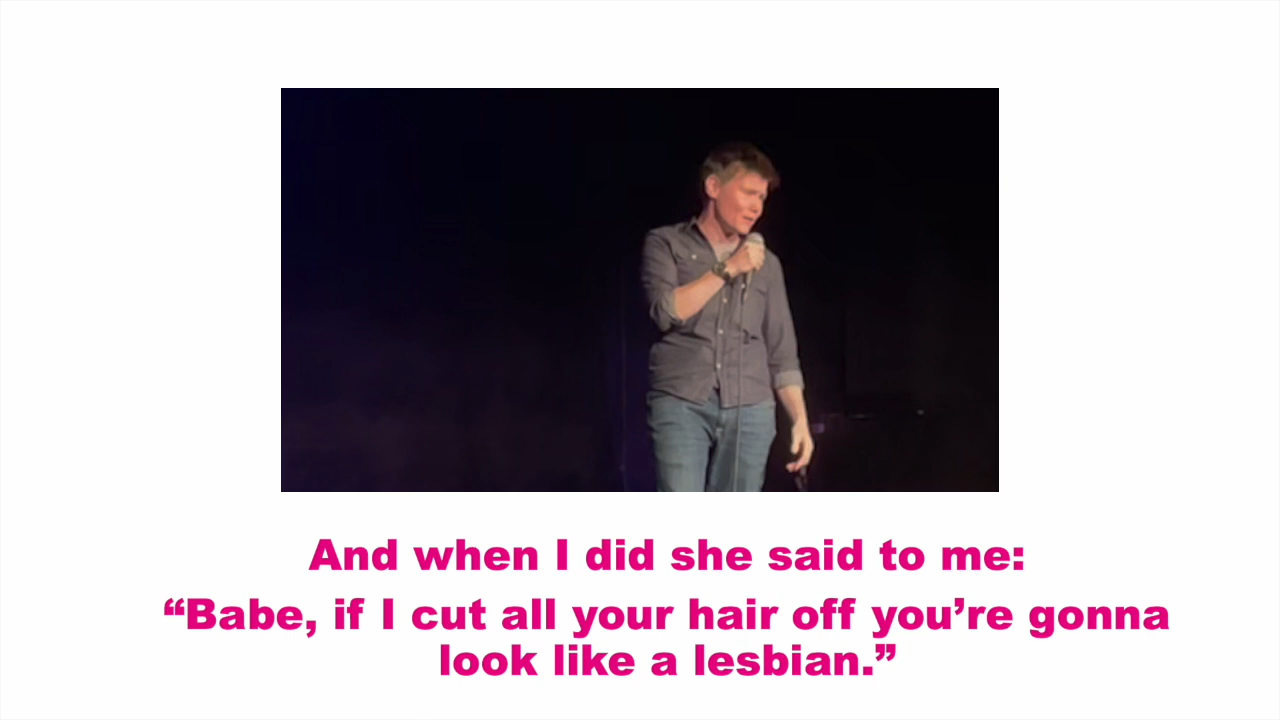 And when I did she said to me:
“Babe, if I cut all your hair off you’re gonna
look like a lesbian.”